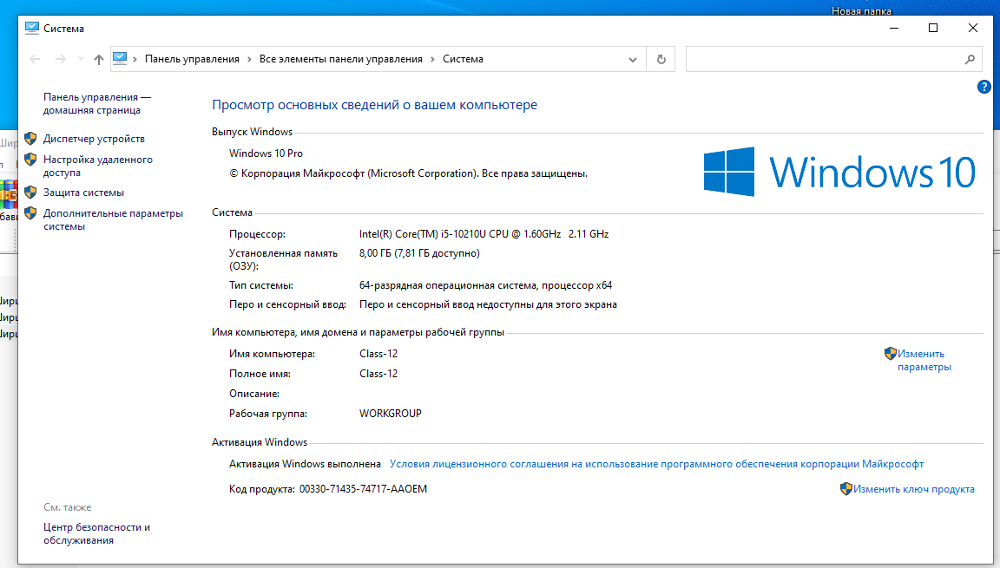 Новая папка
Система
Панель управления › Все элементы панели управления › Система
Панель управления —
домашняя страница
Диспетчер устройств
Настройка удаленного
доступа
Защита системы
Дополнительные параметры
системы
См. также
Центр безопасности и
обслуживания
?
Просмотр основных сведений о вашем компьютере
Выпуск Windows
Windows 10 Pro
© Корпорация Майкрософт (Microsoft Corporation). Все права защищены.
Windows 10
Система
Процессор: Intel(R) Core(TM) i5-10210U CPU @ 1.60GHz 2.11 GHz
Установленная память 8,00 ГБ (7,81 ГБ доступно)
(ОЗУ):
Тип системы: 64-разрядная операционная система, процессор x64
Перо и сенсорный ввод: Перо и сенсорный ввод недоступны для этого экрана
Имя компьютера, имя домена и параметры рабочей группы
Имя компьютера: Class-12
Изменить
параметры
Полное имя: Class-12
Описание:
Рабочая группа: WORKGROUP
Активация Windows
Активация Windows выполнена Условия лицензионного соглашения на использование программного обеспечения корпорации Майкрософт
Код продукта: 00330-71435-74717-AAOEM Изменить ключ продукта